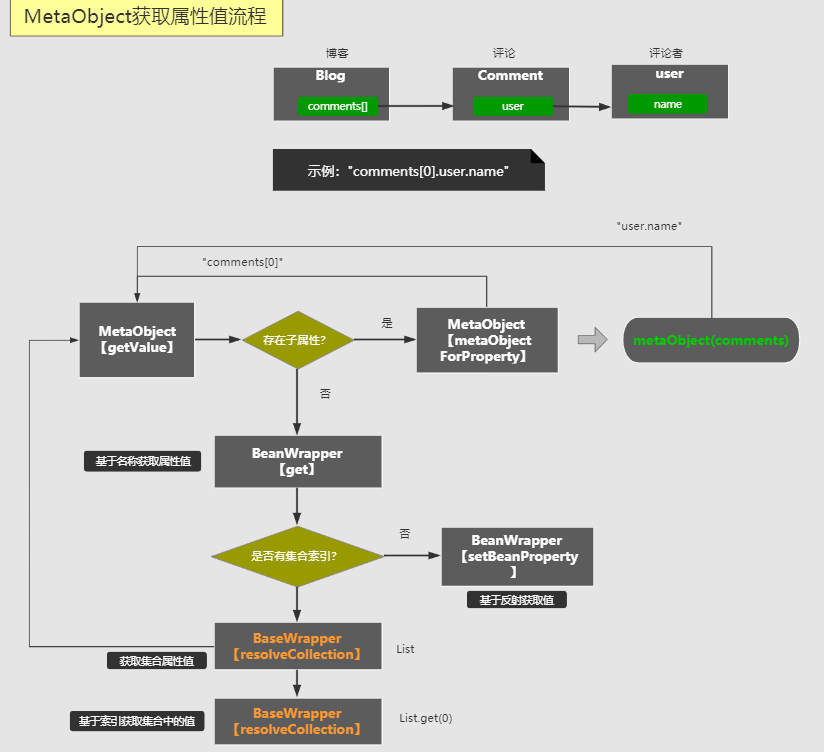 MetaObject获取属性值流程
博客
评论
评论者
Blog
Comment
user
comments[]
user
name
示例："comments[0].user.name"
"user.name"
"comments[0]"
MetaObject
【getValue】
存在子属性？
是
MetaObject
【metaObject
ForProperty】
metaObject(comments)
否
基于名称获取属性值
BeanWrapper
【get】
是否有集合索引？
否
BeanWrapper
【setBeanProperty
】
基于反射获取值
BaseWrapper
【resolveCollection】
List
获取集合属性值
BaseWrapper
【resolveCollection】
List.get(0)
基于索引获取集合中的值